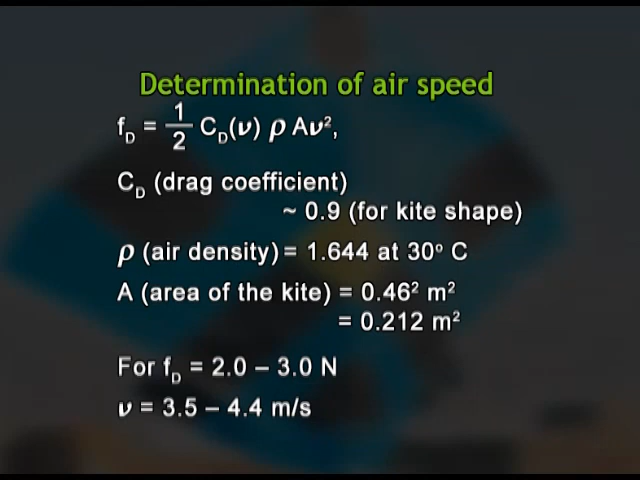 Determination of air speed
f_D = 1/2 C_D(ν) ρ Aν²,
C_D (drag coefficient)
~ 0.9 (for kite shape)
ρ (air density) = 1.644 at 30° C
A (area of the kite) = 0.46² m²
= 0.212 m²
For f_D = 2.0 – 3.0 N
ν = 3.5 – 4.4 m/s